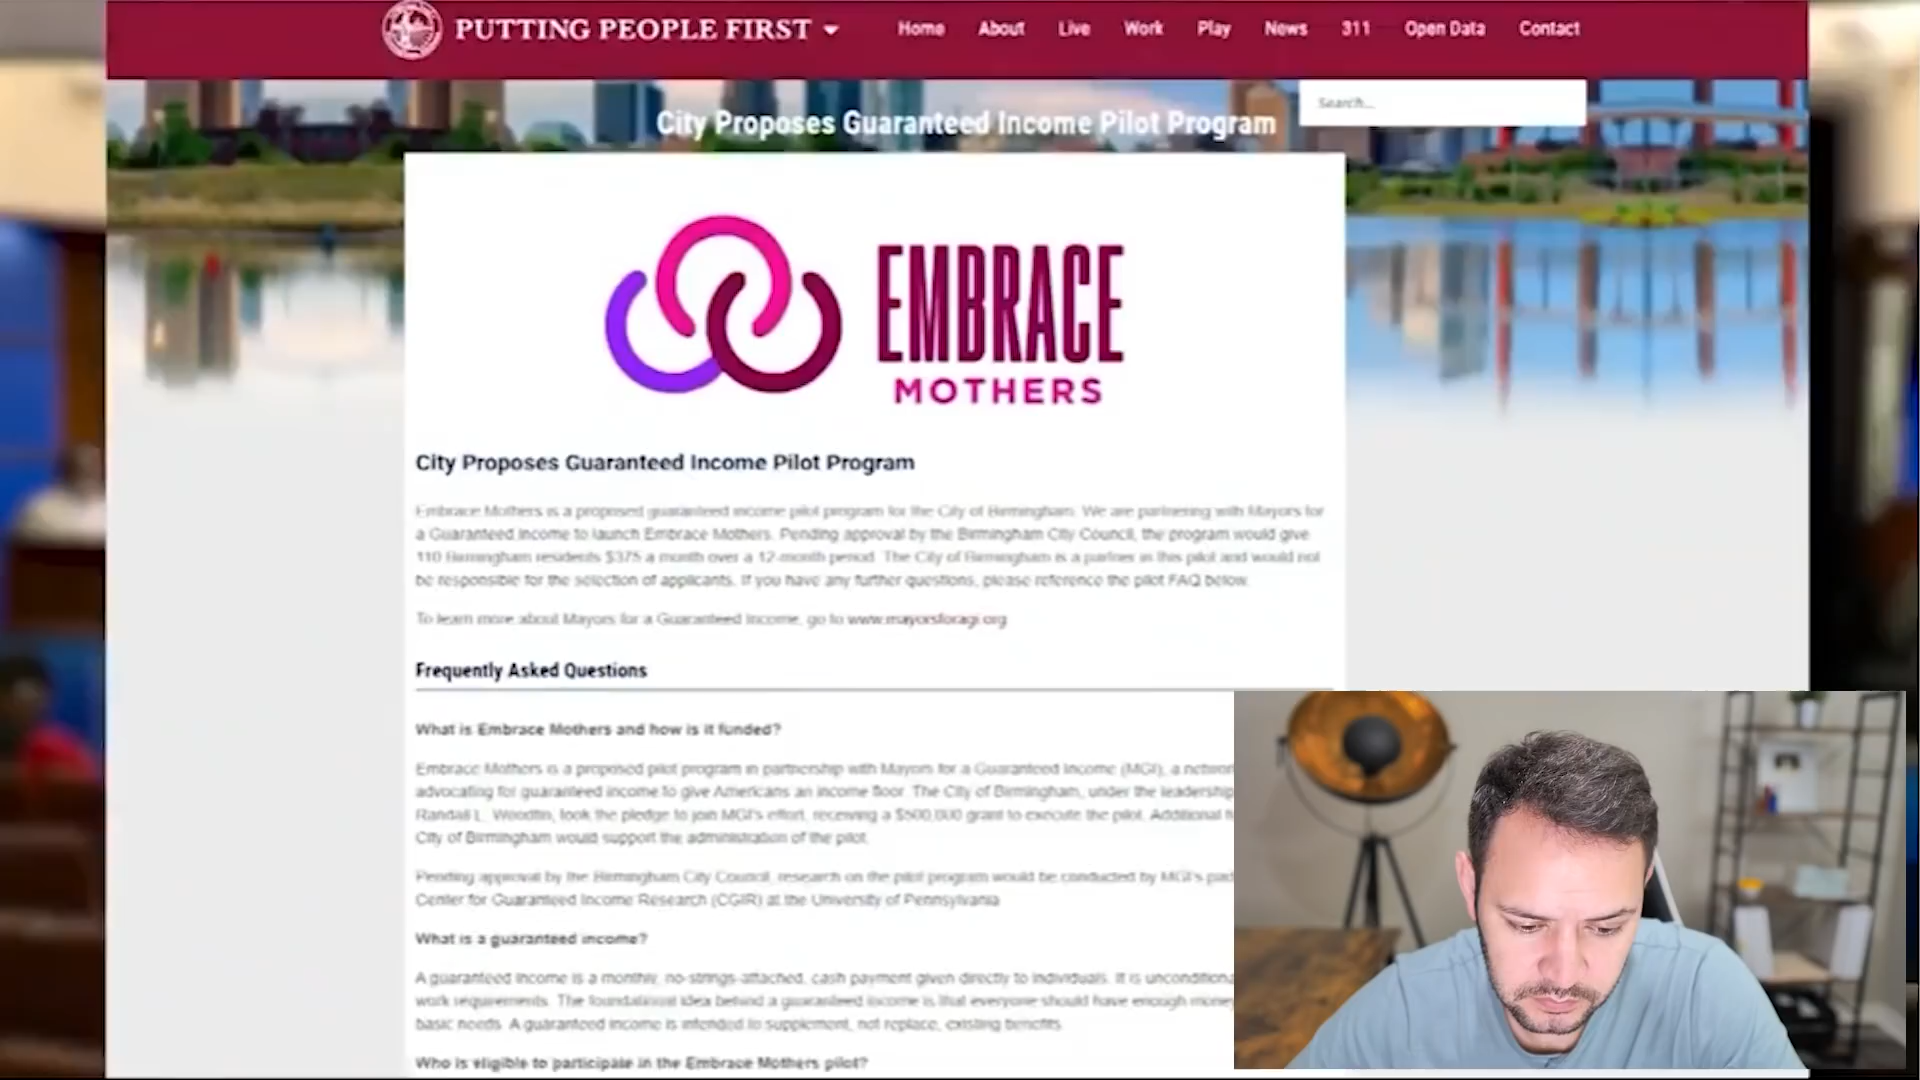 PUTTING PEOPLE FIRST
Home About Live Work Play News 311 Open Data Contact
Search...
City Proposes Guaranteed Income Pilot Program
EMBRACE
MOTHERS
City Proposes Guaranteed Income Pilot Program
Embrace Mothers is a proposed guaranteed income pilot program for the City of Birmingham. We are partnering with Mayors for
a Guaranteed Income to launch Embrace Mothers. Pending approval by the Birmingham City Council, the program would give
110 Birmingham residents $375 a month over a 12-month period. The City of Birmingham is a partner in this pilot and would not
be responsible for the selection of applicants. If you have any further questions, please reference the pilot FAQ below.
To learn more about Mayors for a Guaranteed Income, go to www.mayorsforagi.org
Frequently Asked Questions
What is Embrace Mothers and how is it funded?
Embrace Mothers is a proposed pilot program in partnership with Mayors for a Guaranteed Income (MGI), a networ
advocating for guaranteed income to give Americans an income floor. The City of Birmingham, under the leadership
Randall L. Woodfin, took the pledge to join MGI's effort, receiving a $500,000 grant to execute the pilot. Additional
City of Birmingham would support the administration of the pilot.
Pending approval by the Birmingham City Council, research on the pilot program would be conducted by MGI's
Center for Guaranteed Income Research (CGIR) at the University of Pennsylvania
What is a guaranteed income?
A guaranteed income is a monthly, no-strings-attached, cash payment given directly to individuals. It is unconditiona
work requirements. The foundational idea behind a guaranteed income is that everyone should have enough money
basic needs. A guaranteed income is intended to supplement, not replace, existing benefits.
Who is eligible to participate in the Embrace Mothers pilot?